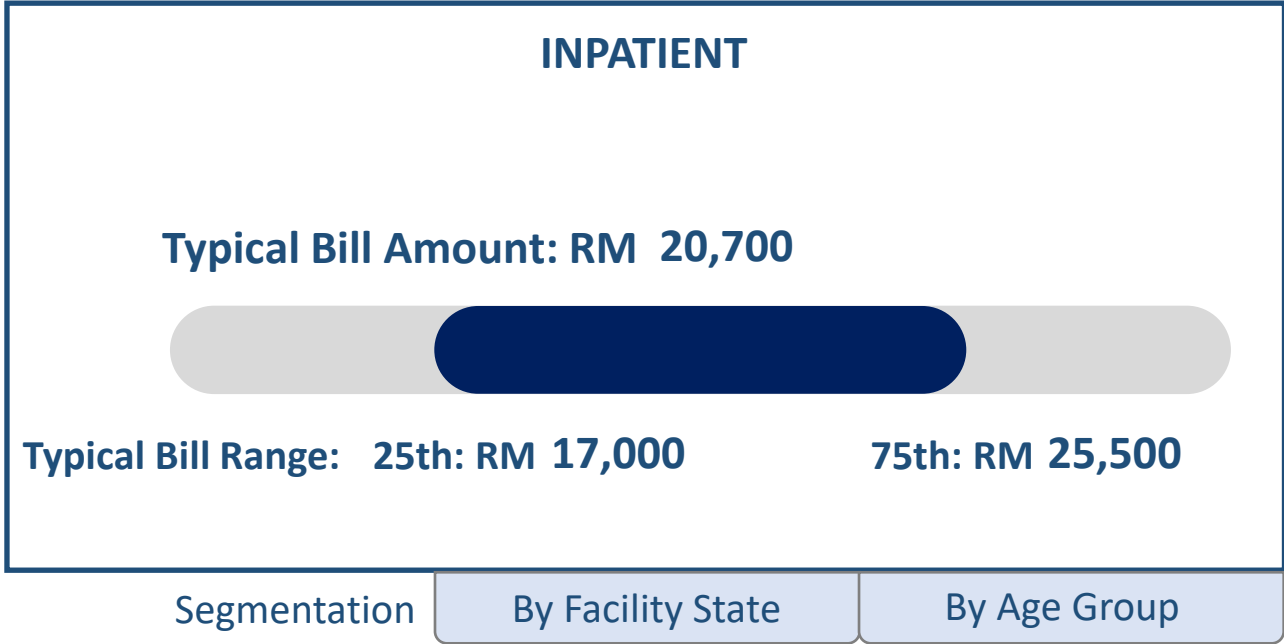 INPATIENT
Typical Bill Amount: RM 20,700
Typical Bill Range: 25th: RM 17,000 75th: RM 25,500
Segmentation By Facility State By Age Group